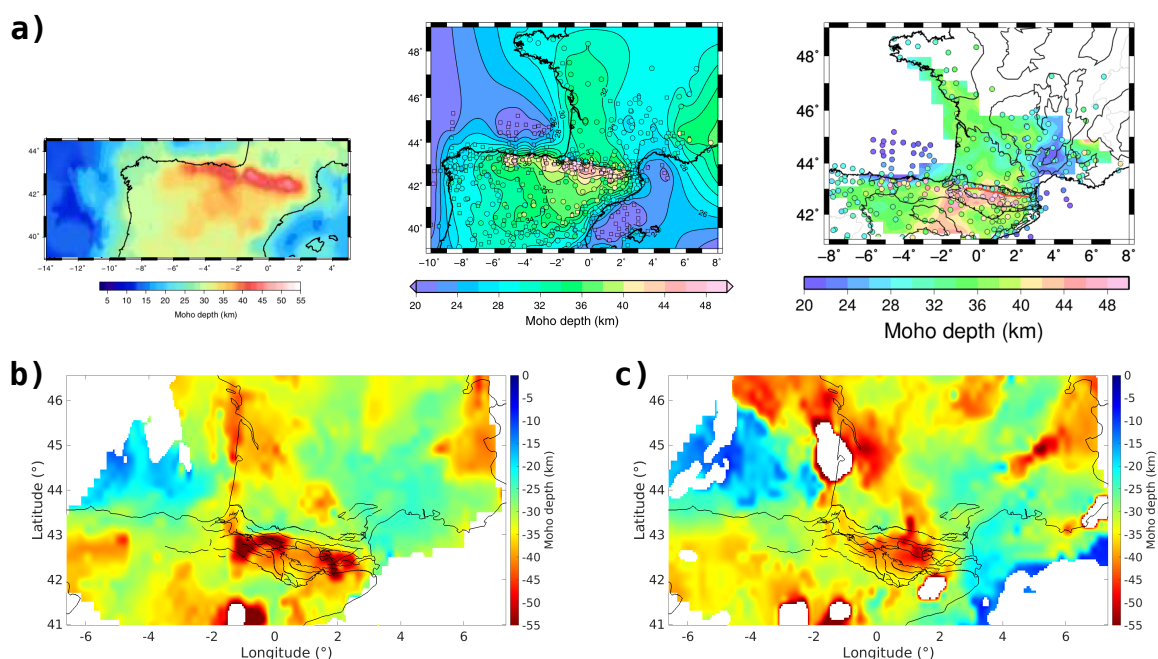 a)
44˚
42˚
40˚
−14˚ −12˚ −10˚ −8˚ −6˚ −4˚ −2˚ 0˚ 2˚ 4˚
5 10 15 20 25 30 35 40 45 50 55
Moho depth (km)
48˚
46˚
44˚
42˚
40˚
−10˚ −8˚ −6˚ −4˚ −2˚ 0˚ 2˚ 4˚ 6˚ 8˚
20 24 28 32 36 40 44 48
Moho depth (km)
48˚
46˚
44˚
42˚
−8˚ −6˚ −4˚ −2˚ 0˚ 2˚ 4˚ 6˚ 8˚
20 24 28 32 36 40 44 48
Moho depth (km)
b)
46
45
44
43
42
41
Latitude (°)
-6 -4 -2 0 2 4 6
Longitude (°)
0
-5
-10
-15
-20
-25
-30
-35
-40
-45
-50
-55
Moho depth (km)
c)
46
45
44
43
42
41
Latitude (°)
-6 -4 -2 0 2 4 6
Longitude (°)
0
-5
-10
-15
-20
-25
-30
-35
-40
-45
-50
-55
Moho depth (km)